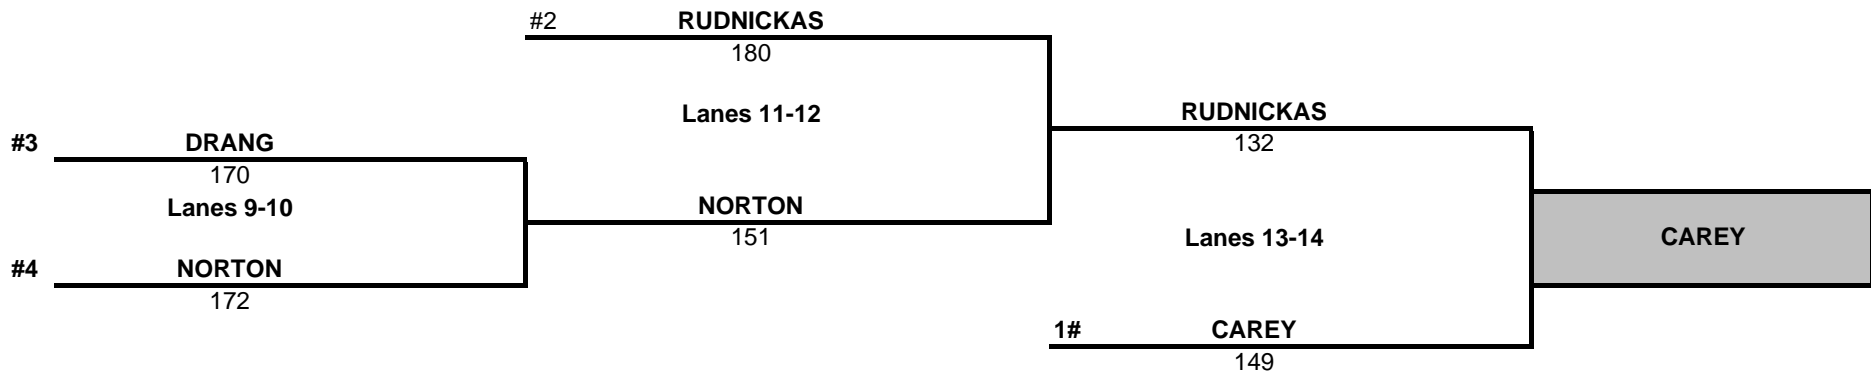 #2 RUDNICKAS
180
Lanes 11-12
RUDNICKAS
132
#3 DRANG
170
Lanes 9-10
NORTON
151
Lanes 13-14
CAREY
#4 NORTON
172
1# CAREY
149